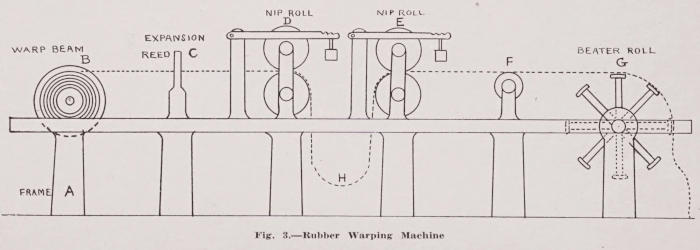 NIP ROLL
D
NIP ROLL
E
EXPANSION
REED C
WARP BEAM
B
F
BEATER ROLL
G
H
FRAME A
Fig. 3.—Rubber Warping Machine